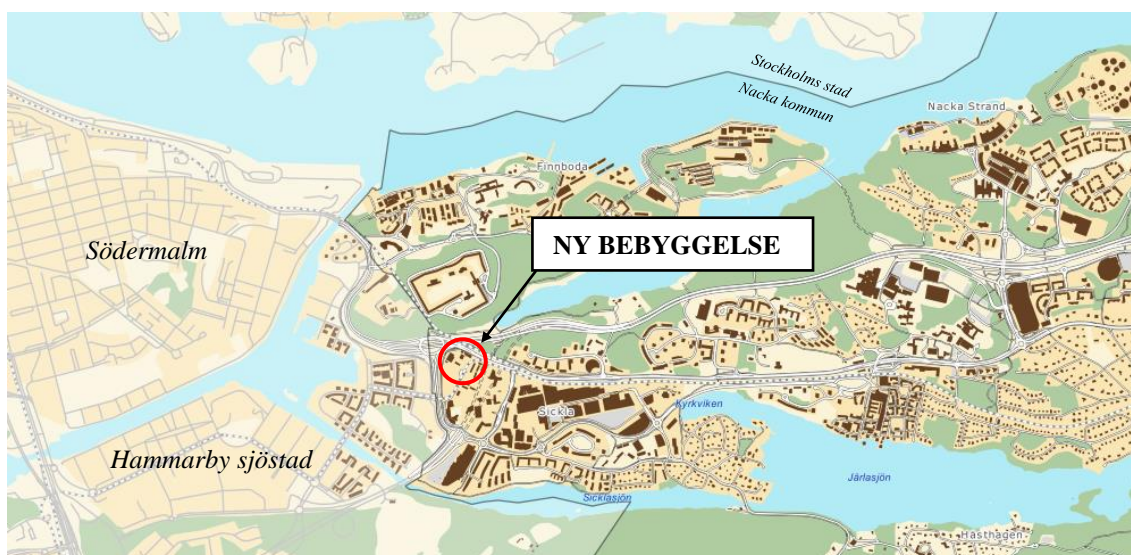 Stockholms stad
Nacka kommun
Nacka Strand
Finnboda
Södermalm
NY BEBYGGELSE
Sickla
Kyrkviken
Hammarby sjöstad
Järlasjön
Sicklasjön
Hästhagen